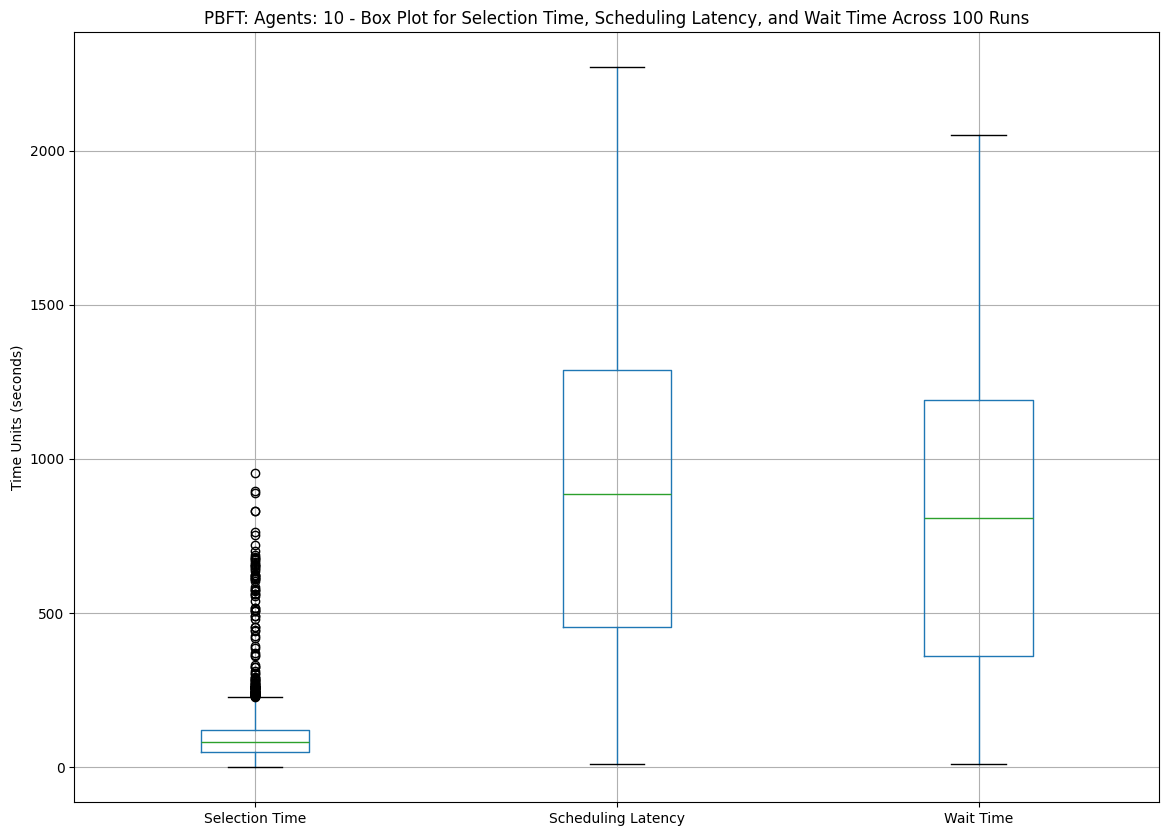 PBFT: Agents: 10 - Box Plot for Selection Time, Scheduling Latency, and Wait Time Across 100 Runs
Time Units (seconds)
2000
1500
1000
500
0
Selection Time
Scheduling Latency
Wait Time